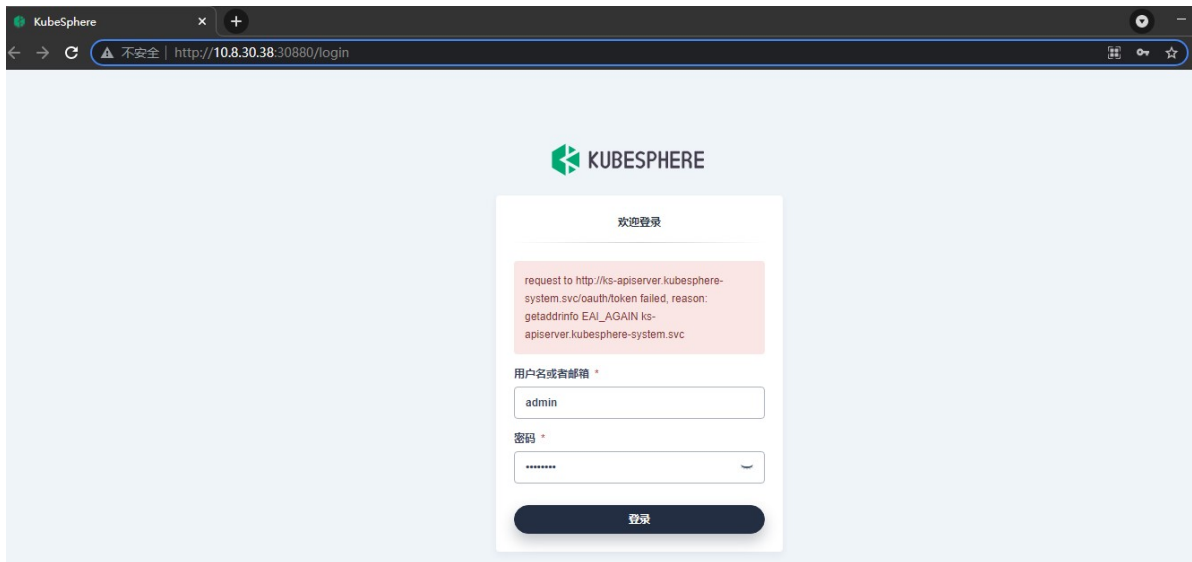 KubeSphere
不安全 | http://10.8.30.38:30880/login
KUBESPHERE
欢迎登录
request to http://ks-apiserver.kubesphere-
system.svc/oauth/token failed, reason:
getaddrinfo EAI_AGAIN ks-
apiserver.kubesphere-system.svc
用户名或者邮箱 *
admin
密码 *
••••••••
登录